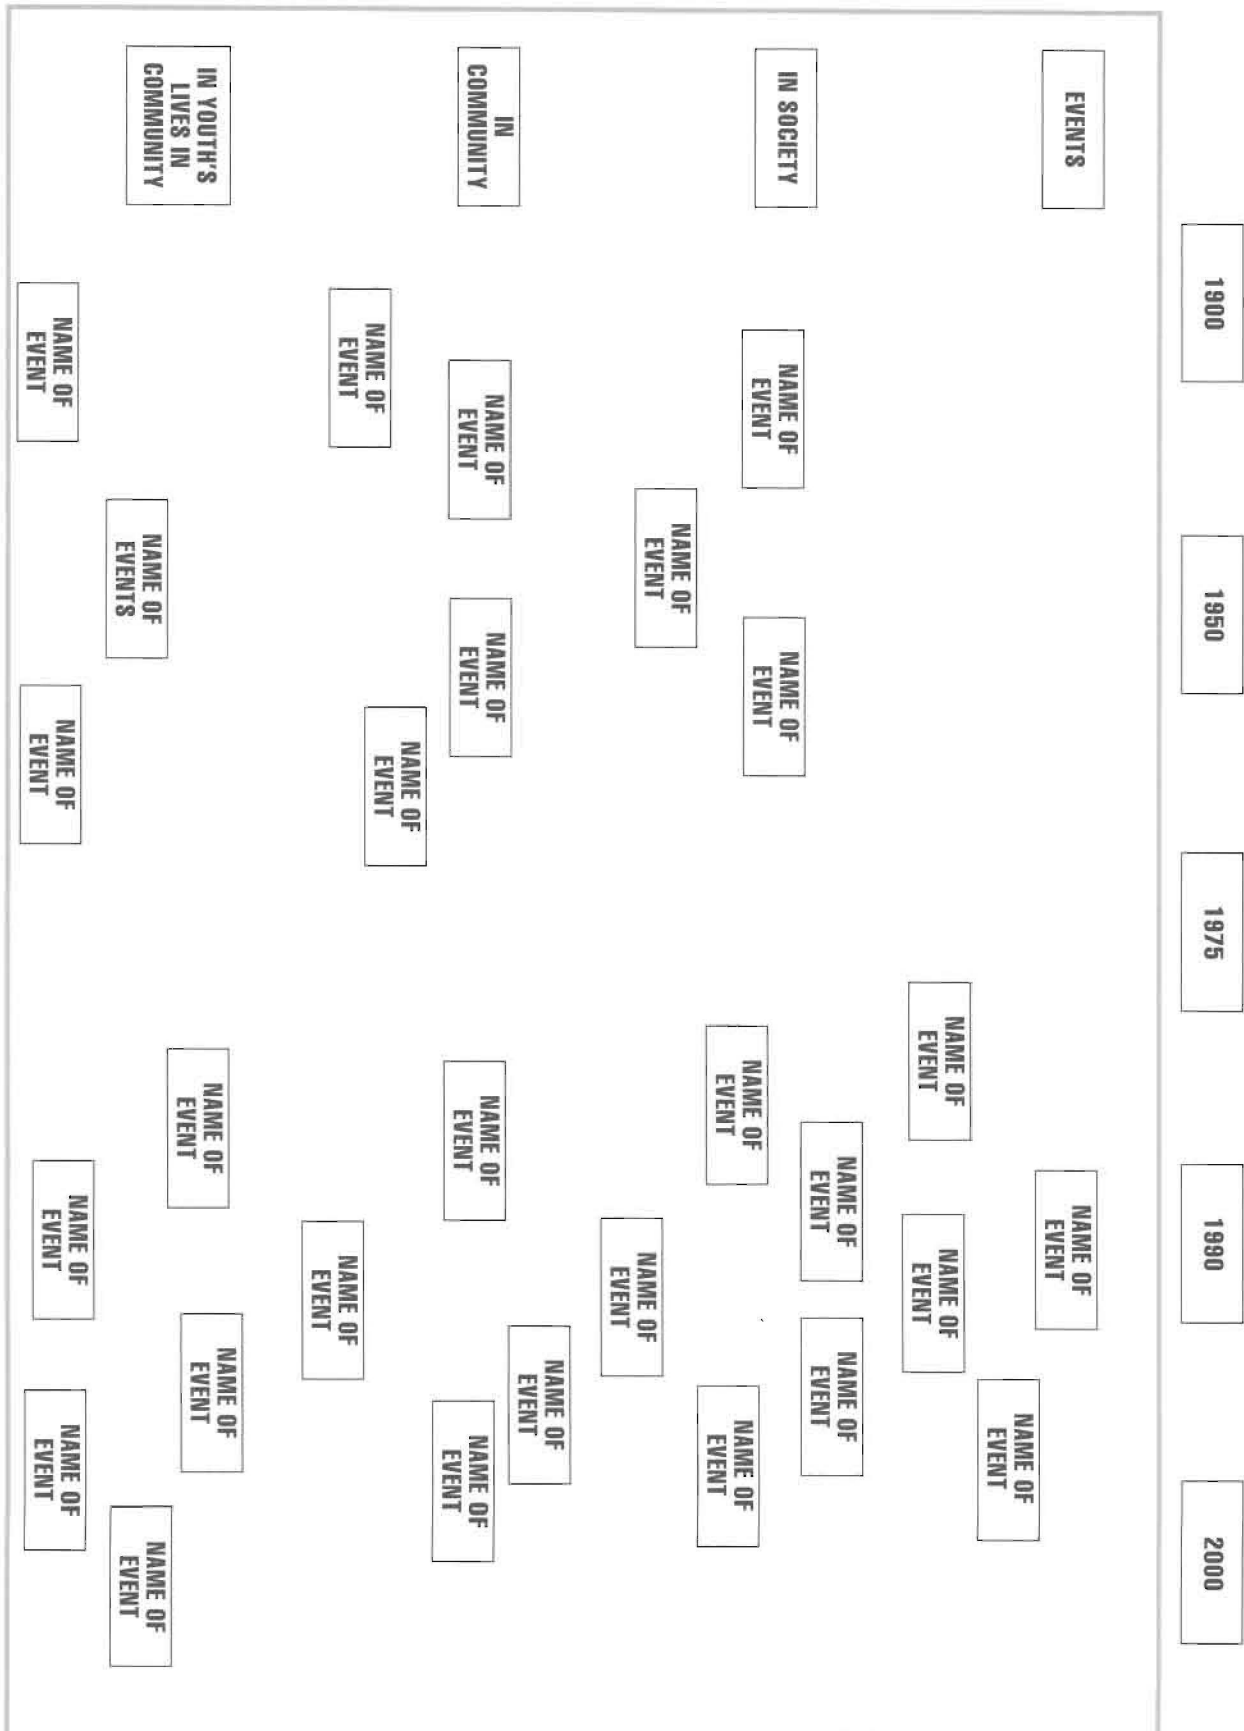 1900
1950
1975
1990
2000
EVENTS
NAME OF
EVENT
NAME OF
EVENT
NAME OF
EVENT
NAME OF
EVENT
NAME OF
EVENT
NAME OF
EVENT
IN SOCIETY
NAME OF
EVENT
NAME OF
EVENT
NAME OF
EVENT
NAME OF
EVENT
NAME OF
EVENT
NAME OF
EVENT
NAME OF
EVENT
IN
COMMUNITY
NAME OF
EVENT
NAME OF
EVENT
NAME OF
EVENT
NAME OF
EVENT
NAME OF
EVENT
NAME OF
EVENT
NAME OF
EVENT
IN YOUTH'S
LIVES IN
COMMUNITY
NAME OF
EVENT
NAME OF
EVENT
NAME OF
EVENTS
NAME OF
EVENT
NAME OF
EVENT
NAME OF
EVENT
NAME OF
EVENT
NAME OF
EVENT